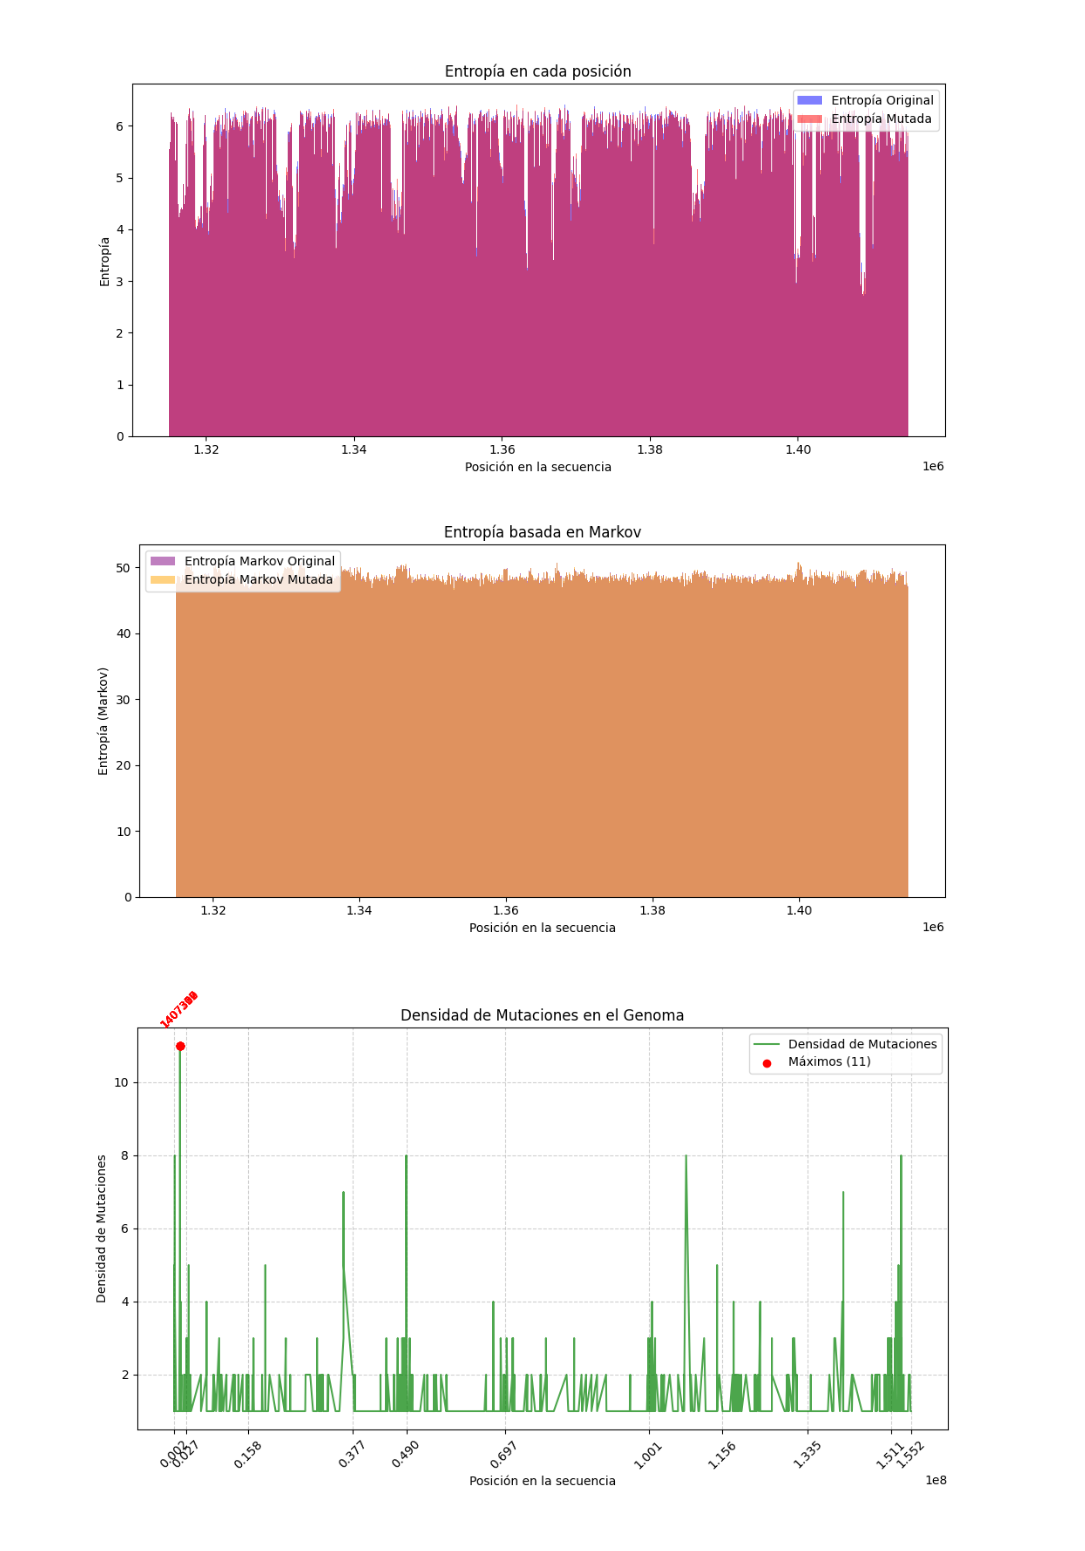 Entropía en cada posición
Entropía Original
Entropía Mutada
6
5
4
3
2
1
0
Entropía
1.32 1.34 1.36 1.38 1.40
Posición en la secuencia
1e6
Entropía basada en Markov
Entropía Markov Original
Entropía Markov Mutada
50
40
30
20
10
0
Entropía (Markov)
1.32 1.34 1.36 1.38 1.40
Posición en la secuencia
1e6
Densidad de Mutaciones en el Genoma
Densidad de Mutaciones
Máximos (11)
10
8
6
4
2
Densidad de Mutaciones
0.002 0.027 0.158 0.377 0.490 0.697 1.001 1.156 1.335 1.511 1.552
Posición en la secuencia
1e8